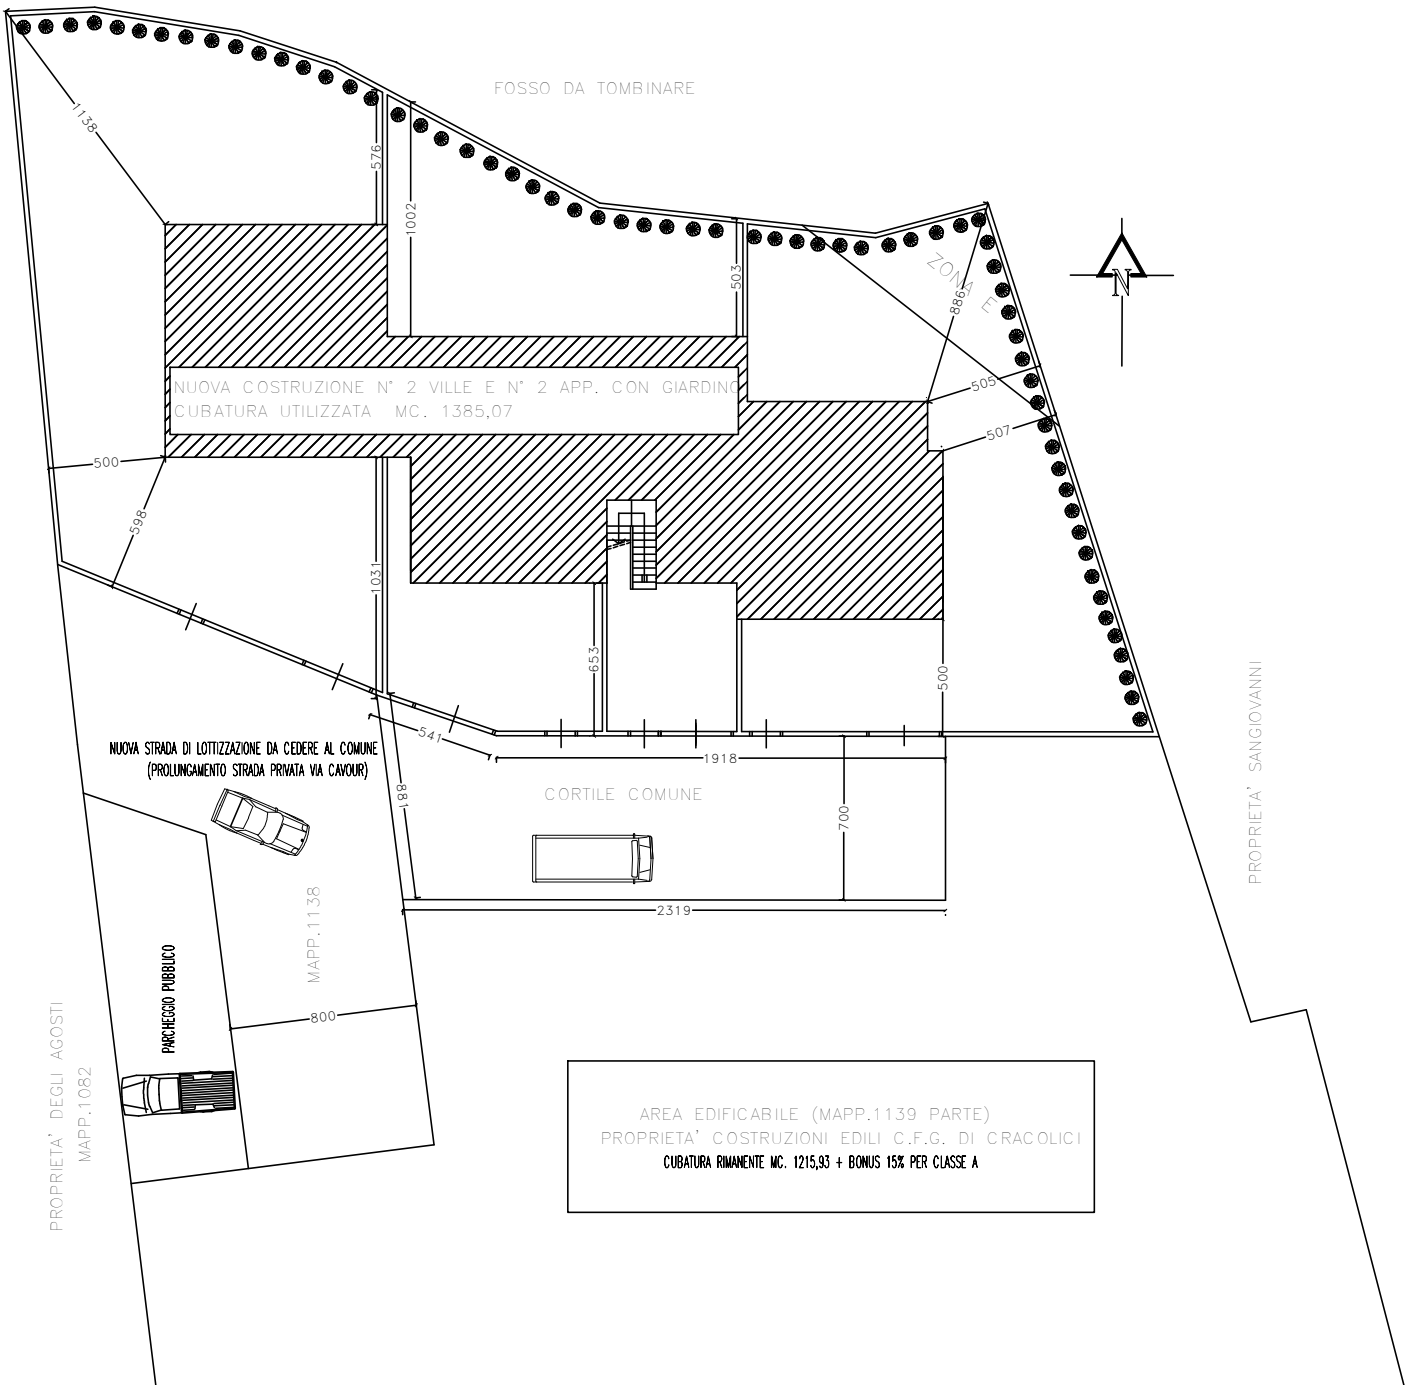 FOSSO DA TOMBINARE
1138
576
1002
503
ZONA E
886
N
505
507
NUOVA COSTRUZIONE N° 2 VILLE E N° 2 APP. CON GIARDINO
CUBATURA UTILIZZATA MC. 1385,07
500
598
1031
653
500
541
1918
NUOVA STRADA DI LOTTIZZAZIONE DA CEDERE AL COMUNE
(PROLUNGAMENTO STRADA PRIVATA VIA CAVOUR)
881
CORTILE COMUNE
700
2319
PROPRIETA' SANGIOVANNI
MAPP.1138
PARCHEGGIO PUBBLICO
800
PROPRIETA' DEGLI AGOSTI
MAPP.1082
AREA EDIFICABILE (MAPP.1139 PARTE)
PROPRIETA' COSTRUZIONI EDILI C.F.G. DI CRACOLICI
CUBATURA RIMANENTE MC. 1215,93 + BONUS 15% PER CLASSE A